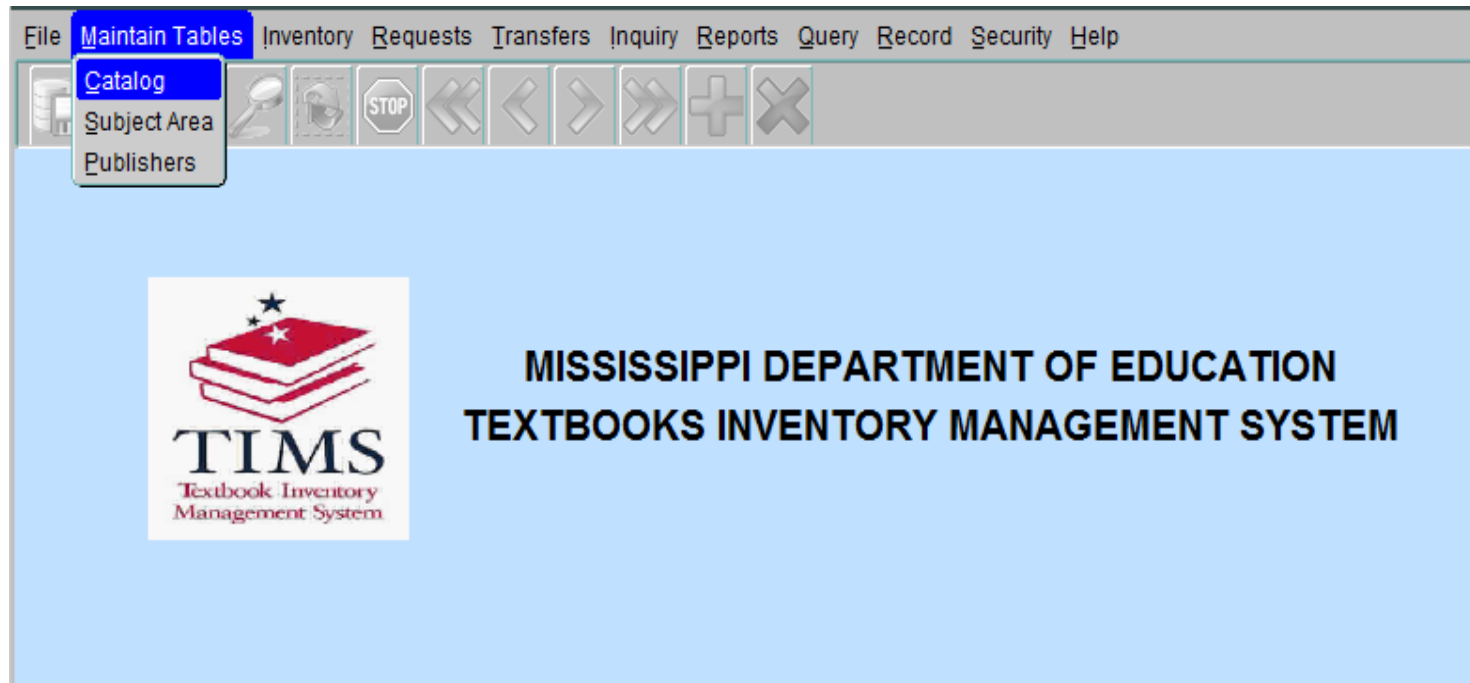 File Maintain Tables Inventory Requests Transfers Inquiry Reports Query Record Security Help
Catalog
Subject Area
Publishers
STOP
MISSISSIPPI DEPARTMENT OF EDUCATION
TEXTBOOKS INVENTORY MANAGEMENT SYSTEM
TIMS
Textbook Inventory
Management System